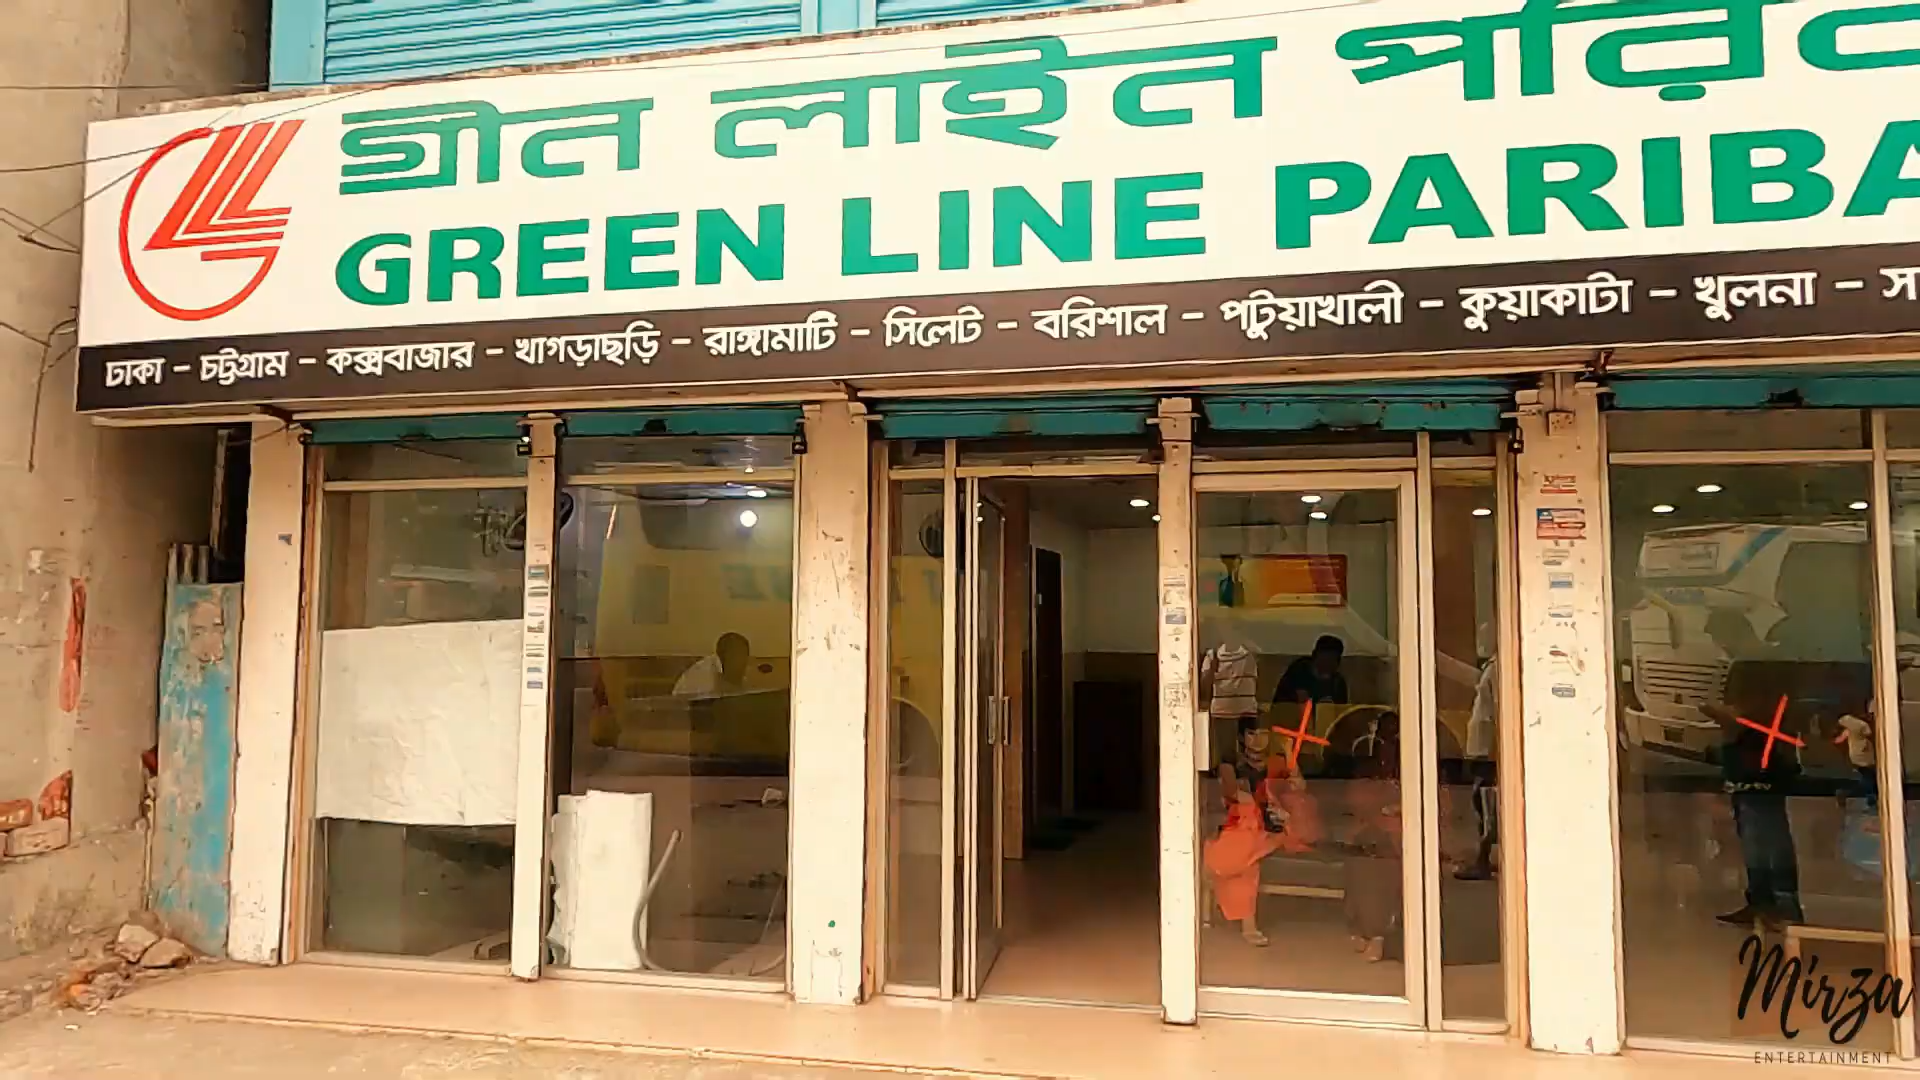 গ্রীন লাইন পরিব
GREEN LINE PARIBA
ঢাকা - চট্টগ্রাম - কক্সবাজার - খাগড়াছড়ি - রাঙ্গামাটি - সিলেট - বরিশাল - পটুয়াখালী - কুয়াকাটা - খুলনা - স
Mirza
ENTERTAINMENT